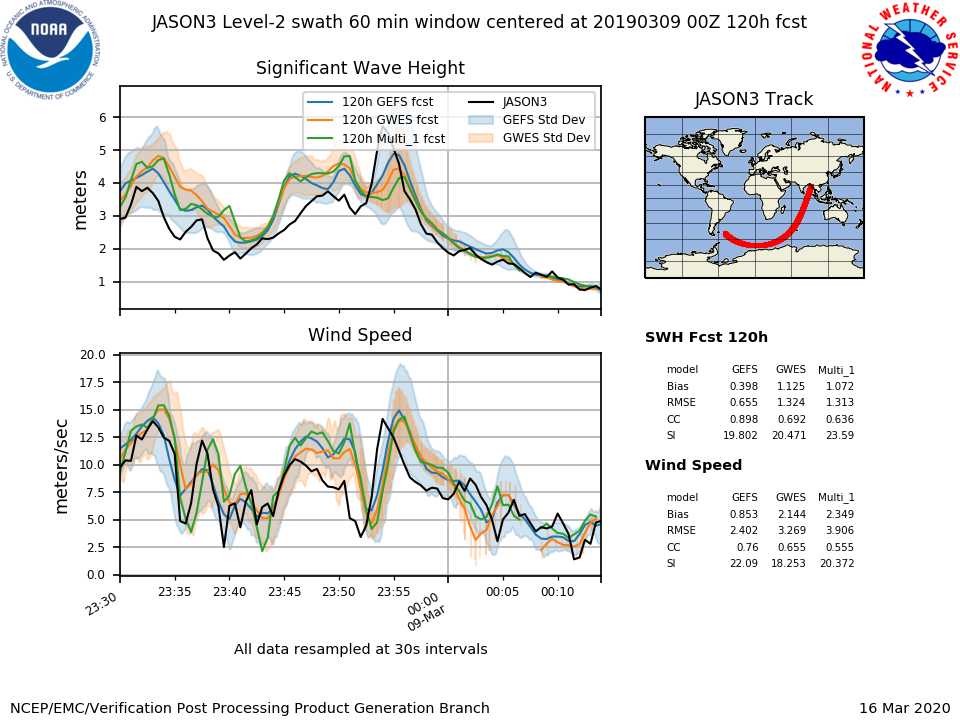 JASON3 Level-2 swath 60 min window centered at 20190309 00Z 120h fcst
NOAA
NATIONAL OCEANIC AND ATMOSPHERIC ADMINISTRATION
U.S. DEPARTMENT OF COMMERCE
NATIONAL WEATHER SERVICE
Significant Wave Height
120h GEFS fcst
120h GWES fcst
120h Multi_1 fcst
JASON3
GEFS Std Dev
GWES Std Dev
meters
6
5
4
3
2
1
JASON3 Track
Wind Speed
meters/sec
20.0
17.5
15.0
12.5
10.0
7.5
5.0
2.5
0.0
23:30
23:35
23:40
23:45
23:50
23:55
00:00
09-Mar
00:05
00:10
All data resampled at 30s intervals
SWH Fcst 120h
model GEFS GWES Multi_1
Bias 0.398 1.125 1.072
RMSE 0.655 1.324 1.313
CC 0.898 0.692 0.636
SI 19.802 20.471 23.59
Wind Speed
model GEFS GWES Multi_1
Bias 0.853 2.144 2.349
RMSE 2.402 3.269 3.906
CC 0.76 0.655 0.555
SI 22.09 18.253 20.372
NCEP/EMC/Verification Post Processing Product Generation Branch
16 Mar 2020